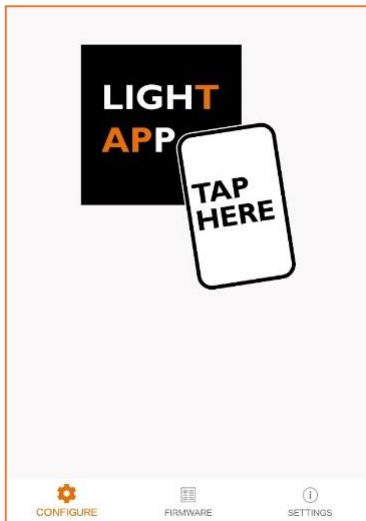 LIGHT
APP
TAP
HERE
CONFIGURE
FIRMWARE
SETTINGS